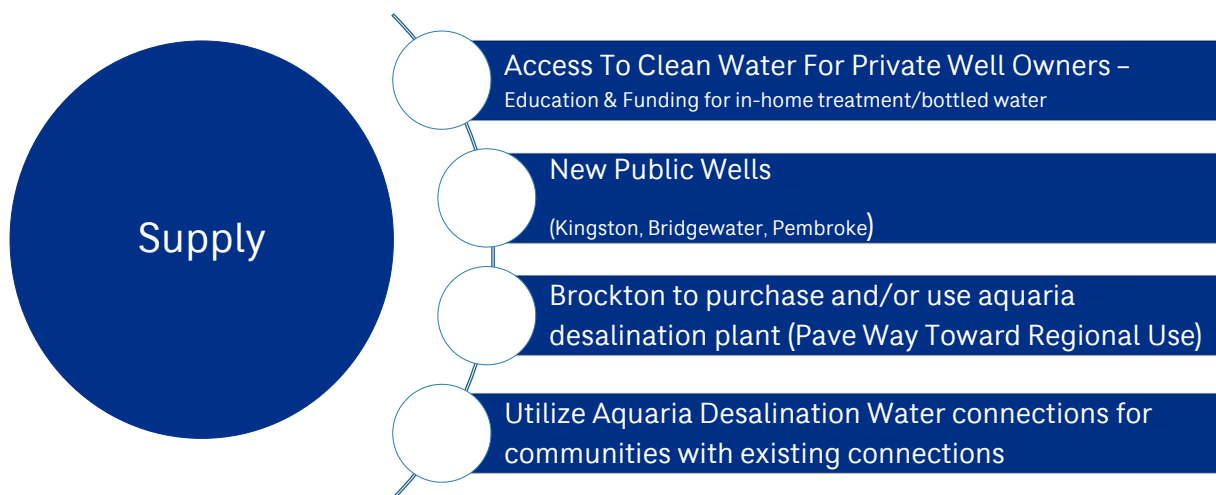 Supply
Access To Clean Water For Private Well Owners –
Education & Funding for in-home treatment/bottled water
New Public Wells
(Kingston, Bridgewater, Pembroke)
Brockton to purchase and/or use aquaria
desalination plant (Pave Way Toward Regional Use)
Utilize Aquaria Desalination Water connections for
communities with existing connections